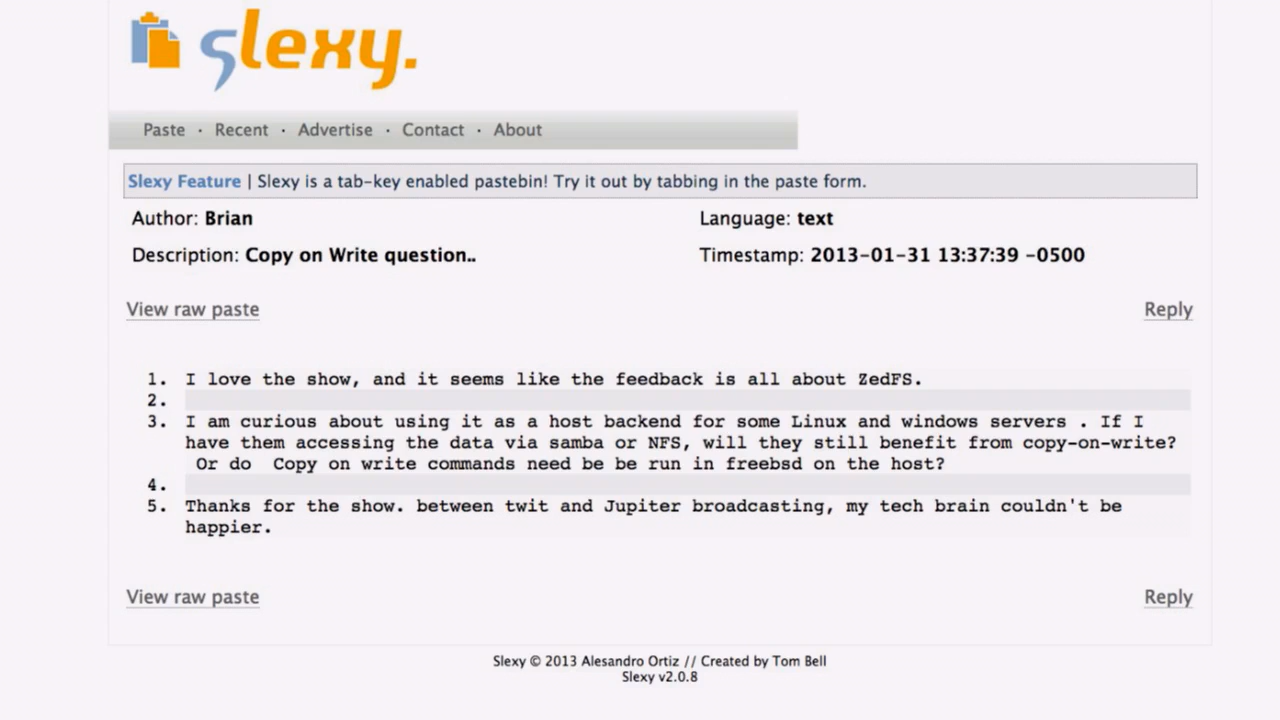 slexy.
Paste · Recent · Advertise · Contact · About
Slexy Feature | Slexy is a tab-key enabled pastebin! Try it out by tabbing in the paste form.
Author: Brian
Language: text
Description: Copy on Write question..
Timestamp: 2013-01-31 13:37:39 -0500
View raw paste
Reply
1. I love the show, and it seems like the feedback is all about ZedFS.
2.
3. I am curious about using it as a host backend for some Linux and windows servers . If I
have them accessing the data via samba or NFS, will they still benefit from copy-on-write?
Or do  Copy on write commands need be be run in freebsd on the host?
4.
5. Thanks for the show. between twit and Jupiter broadcasting, my tech brain couldn't be
happier.
View raw paste
Reply
Slexy © 2013 Alesandro Ortiz // Created by Tom Bell
Slexy v2.0.8